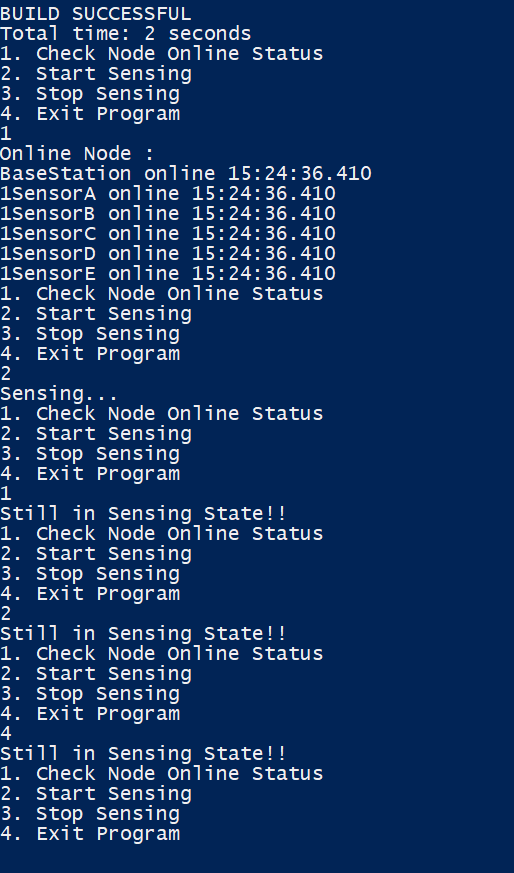 BUILD SUCCESSFUL
Total time: 2 seconds
1. Check Node Online Status
2. Start Sensing
3. Stop Sensing
4. Exit Program
1
Online Node :
BaseStation online 15:24:36.410
1SensorA online 15:24:36.410
1SensorB online 15:24:36.410
1SensorC online 15:24:36.410
1SensorD online 15:24:36.410
1SensorE online 15:24:36.410
1. Check Node Online Status
2. Start Sensing
3. Stop Sensing
4. Exit Program
2
Sensing...
1. Check Node Online Status
2. Start Sensing
3. Stop Sensing
4. Exit Program
1
Still in Sensing State!!
1. Check Node Online Status
2. Start Sensing
3. Stop Sensing
4. Exit Program
2
Still in Sensing State!!
1. Check Node Online Status
2. Start Sensing
3. Stop Sensing
4. Exit Program
4
Still in Sensing State!!
1. Check Node Online Status
2. Start Sensing
3. Stop Sensing
4. Exit Program